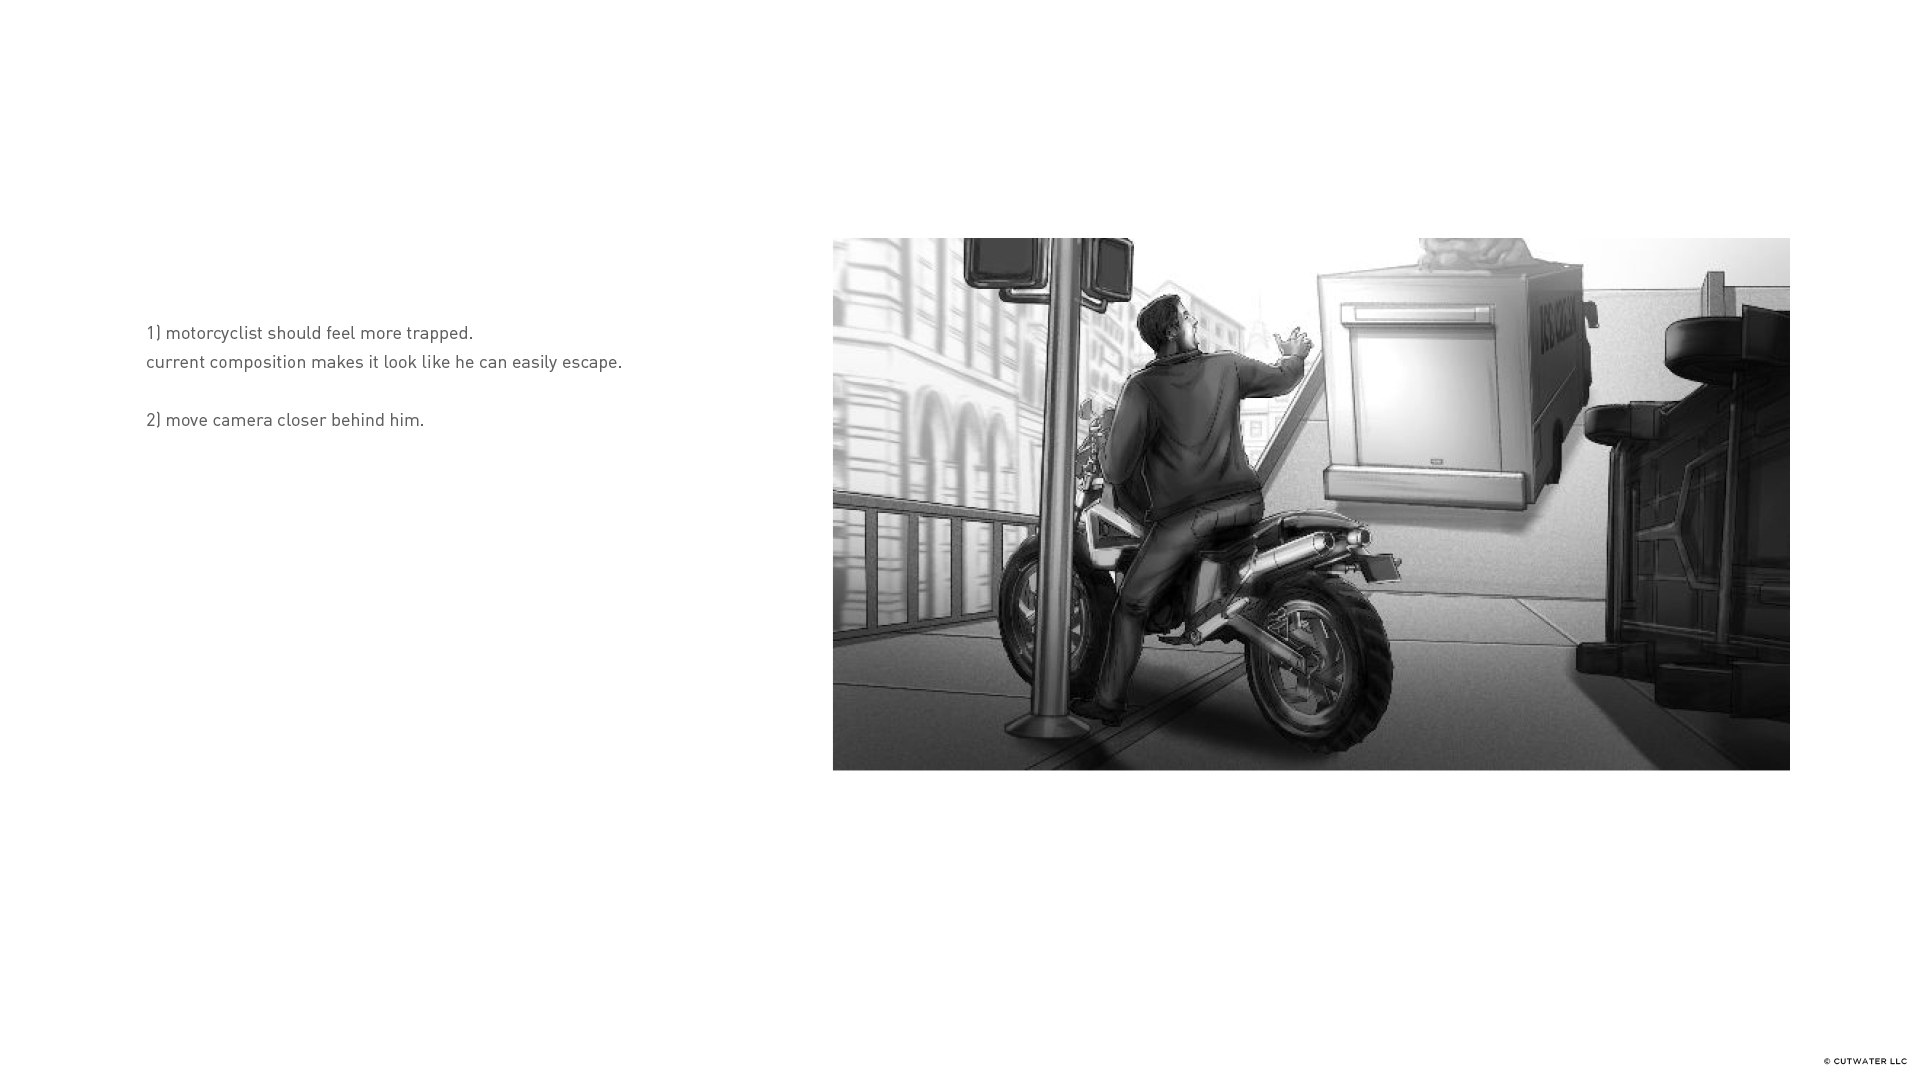 1) motorcyclist should feel more trapped.
current composition makes it look like he can easily escape.
2) move camera closer behind him.
© CUTWATER LLC